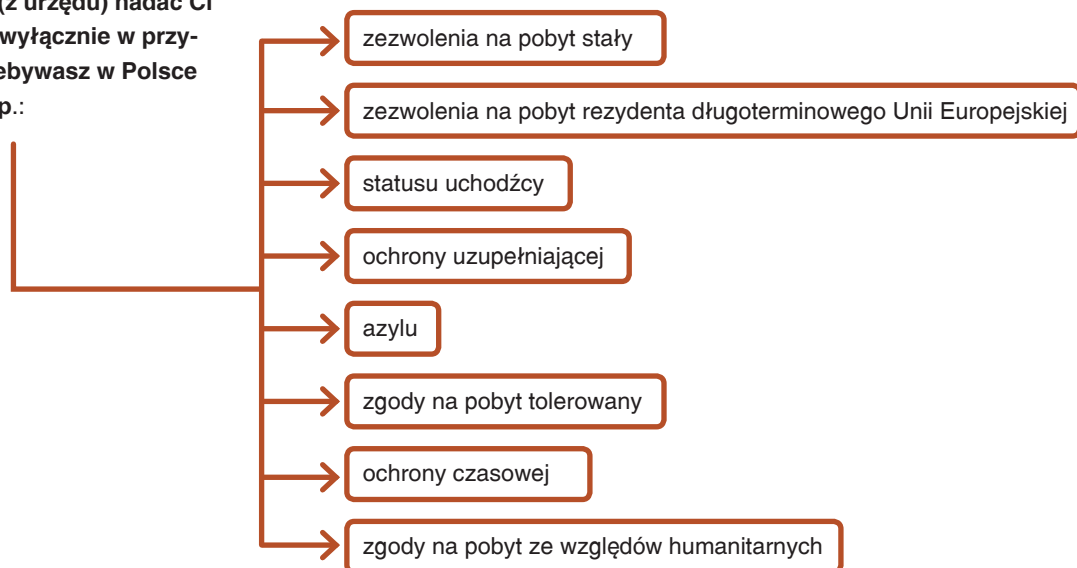 (z urzędu) nadać Ci
wyłącznie w przy-
ebywasz w Polsce
p.:
zezwolenia na pobyt stały
zezwolenia na pobyt rezydenta długoterminowego Unii Europejskiej
statusu uchodźcy
ochrony uzupełniającej
azylu
zgody na pobyt tolerowany
ochrony czasowej
zgody na pobyt ze względów humanitarnych